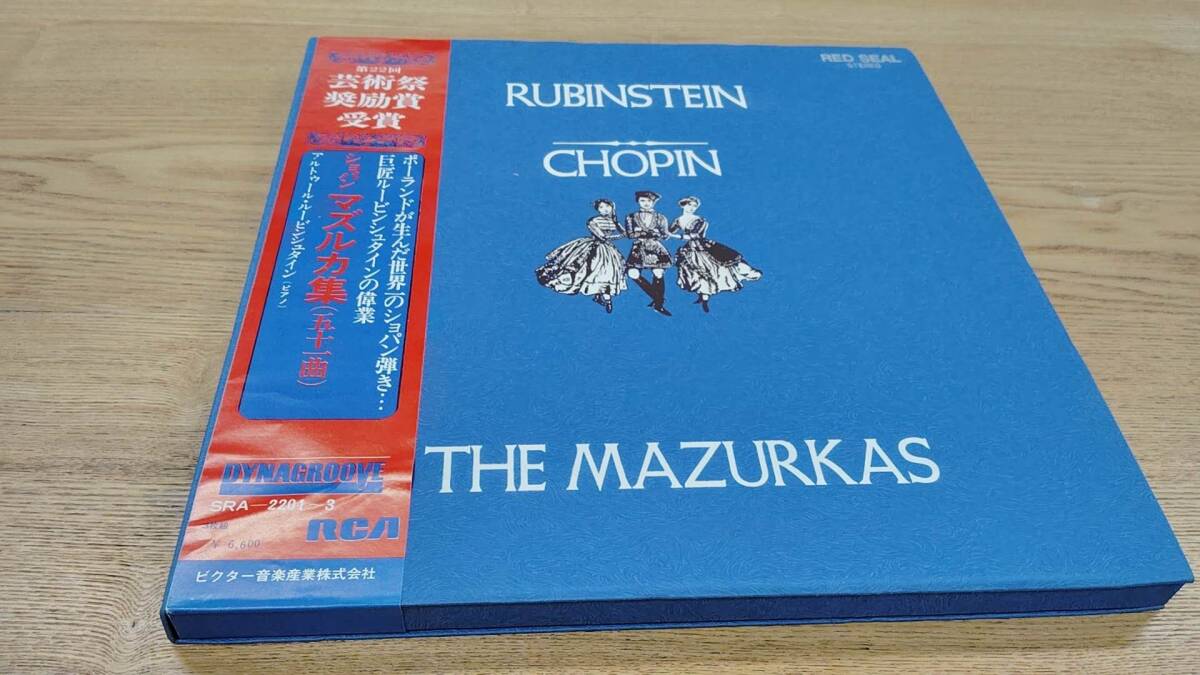 第22回
芸術祭
奨励賞
受賞
ポーランドが生んだ世界一のショパン弾き…
巨匠ルービンシュタインの偉業
ショパン マズルカ集(五十一曲)
アルトゥール・ルービンシュタイン(ピアノ)
DYNAGROOVE
SRA-2201~3
3枚組
¥ 6,600
RCA
ビクター音楽産業株式会社
RED SEAL
STEREO
RUBINSTEIN
CHOPIN
THE MAZURKAS